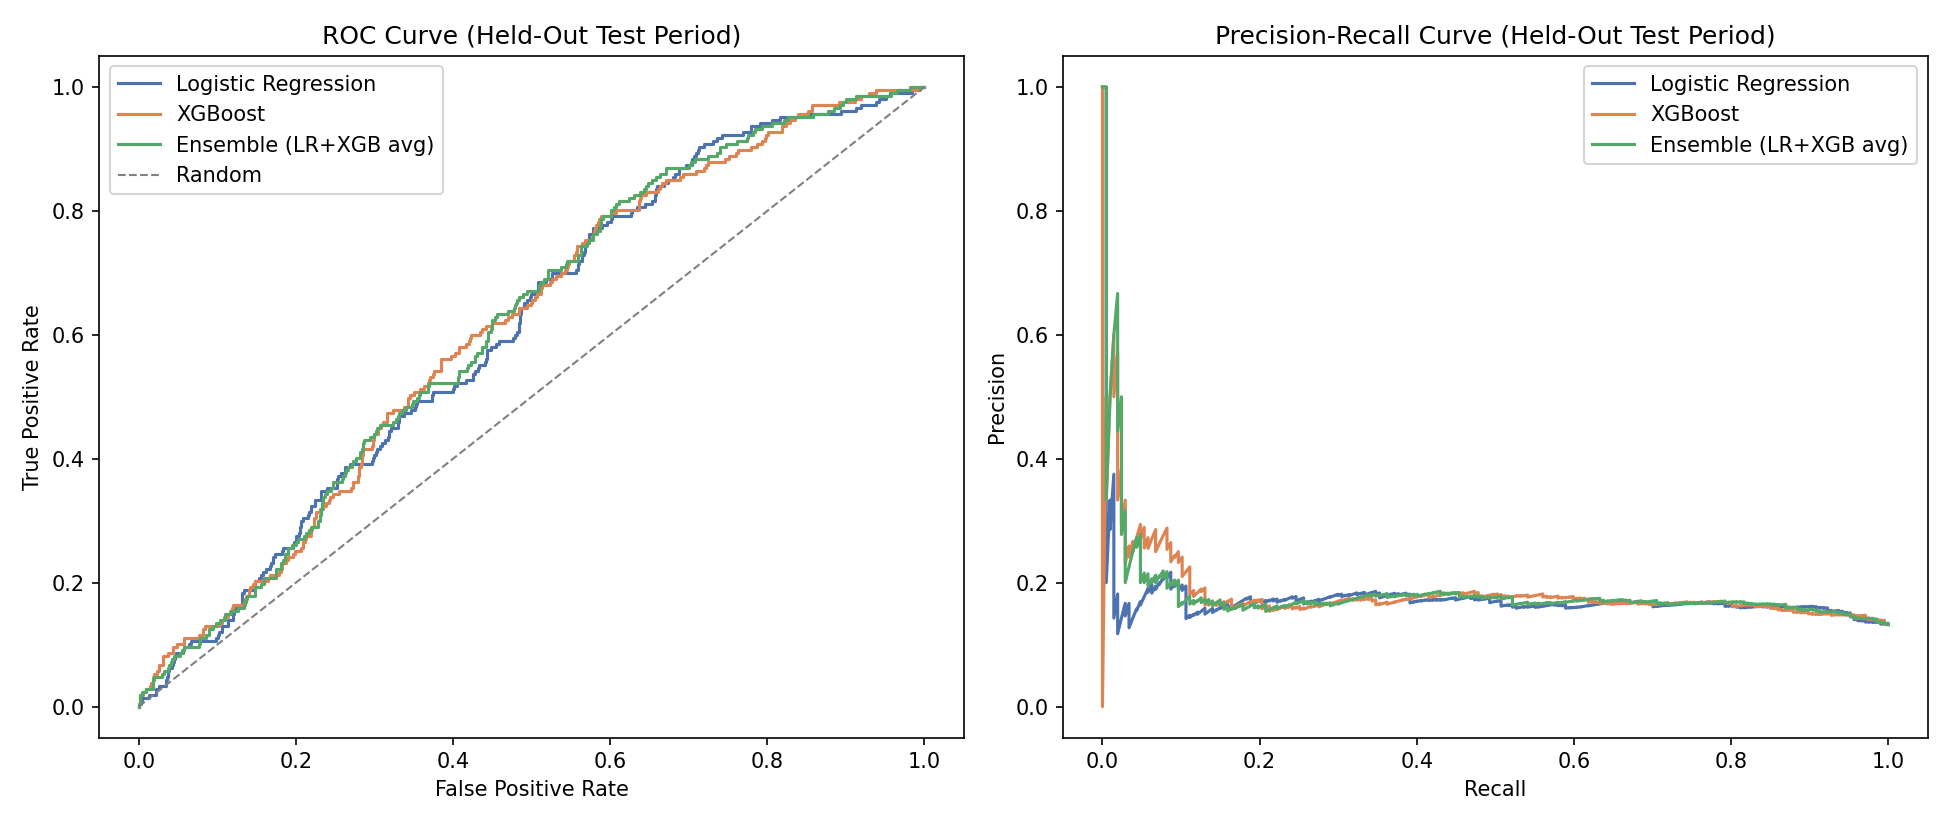 ROC Curve (Held-Out Test Period)
Logistic Regression
XGBoost
Ensemble (LR+XGB avg)
Random
1.0
0.8
0.6
0.4
0.2
0.0
True Positive Rate
0.0 0.2 0.4 0.6 0.8 1.0
False Positive Rate
Precision-Recall Curve (Held-Out Test Period)
Logistic Regression
XGBoost
Ensemble (LR+XGB avg)
1.0
0.8
0.6
0.4
0.2
0.0
Precision
0.0 0.2 0.4 0.6 0.8 1.0
Recall